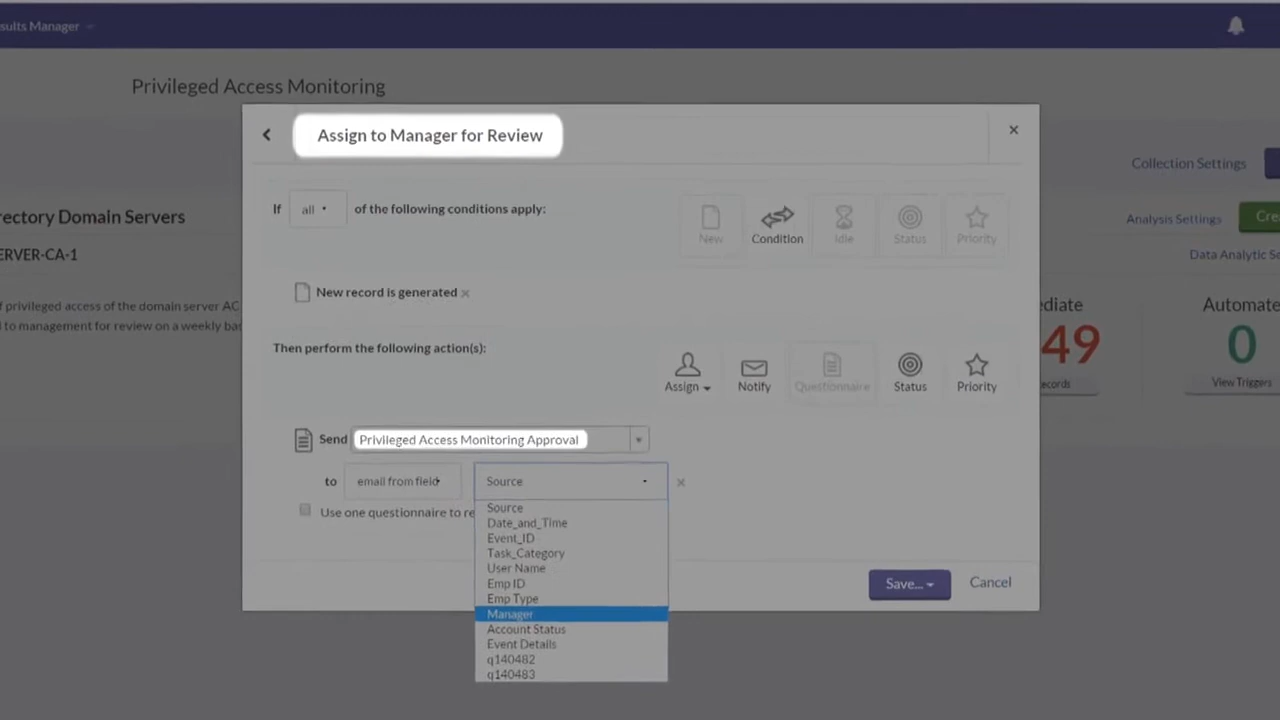 sults Manager
Privileged Access Monitoring
Assign to Manager for Review
Collection Settings
If all of the following conditions apply:
New
Condition
Idle
Status
Priority
rectory Domain Servers
Analysis Settings
Cre
ERVER-CA-1
Data Analytic Se
New record is generated
f privileged access of the domain server AC
d to management for review on a weekly ba
ediate
Automate
49
0
ecords
View Triggers
Then perform the following action(s):
Assign
Notify
Questionnaire
Status
Priority
Send Privileged Access Monitoring Approval
to email from field Source
Use one questionnaire to re
Source
Date_and_Time
Event_ID
Task_Category
User Name
Emp ID
Emp Type
Manager
Account Status
Event Details
q140482
q140483
Save...
Cancel